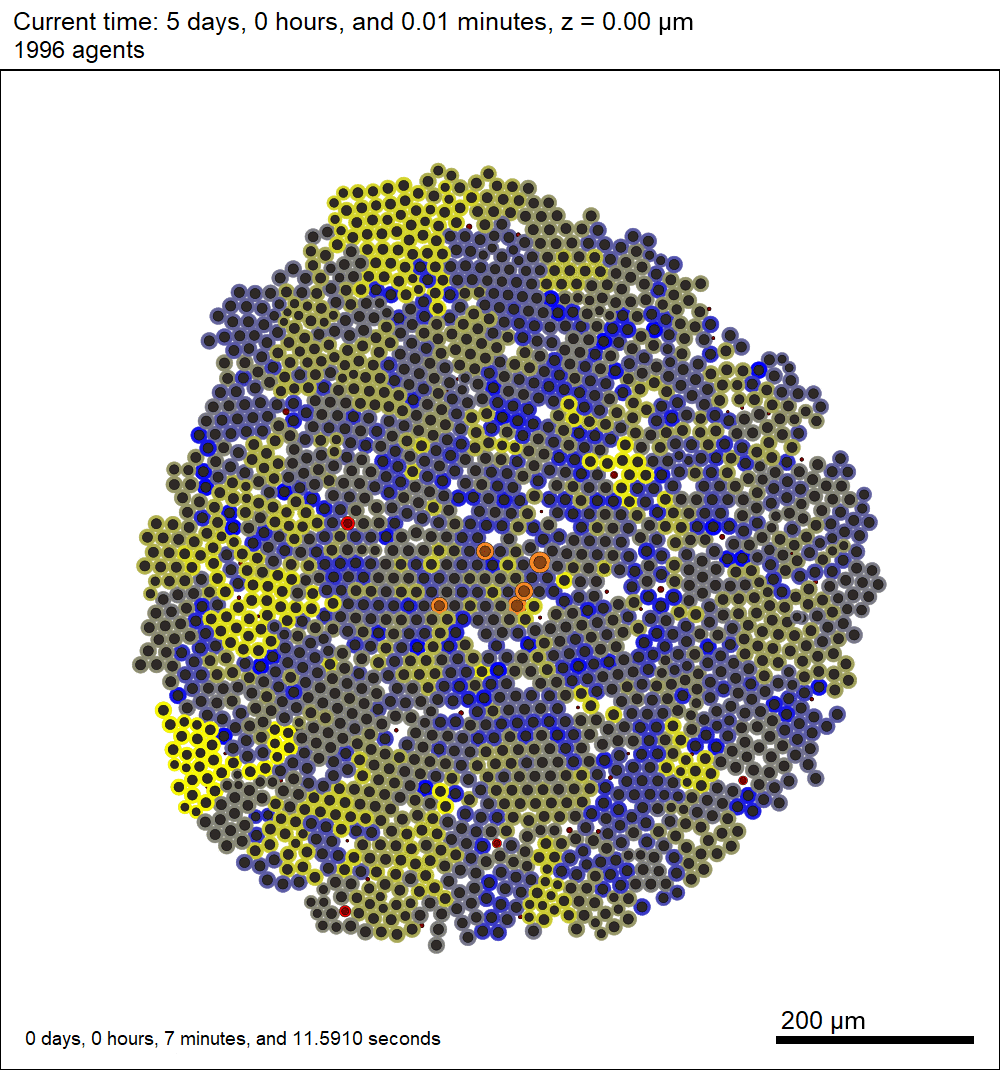 Current time: 5 days, 0 hours, and 0.01 minutes, z = 0.00 µm
1996 agents
200 µm
0 days, 0 hours, 7 minutes, and 11.5910 seconds